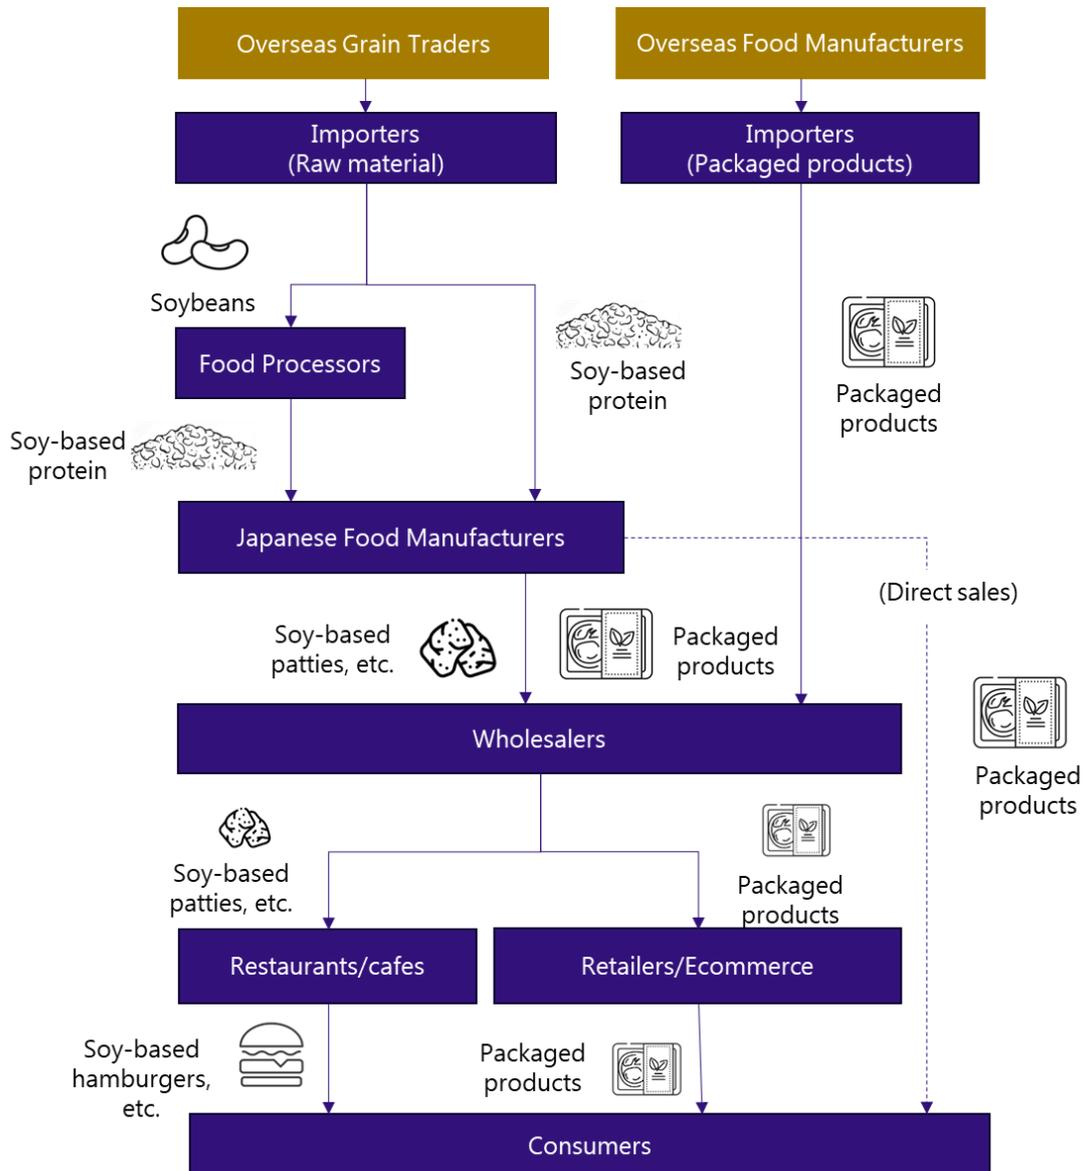 Overseas Grain Traders
Overseas Food Manufacturers
Importers
(Raw material)
Importers
(Packaged products)
Soybeans
Food Processors
Soy-based
protein
Packaged
products
Soy-based
protein
Japanese Food Manufacturers
(Direct sales)
Soy-based
patties, etc.
Packaged
products
Wholesalers
Packaged
products
Soy-based
patties, etc.
Packaged
products
Restaurants/cafes
Retailers/Ecommerce
Soy-based
hamburgers,
etc.
Packaged
products
Consumers